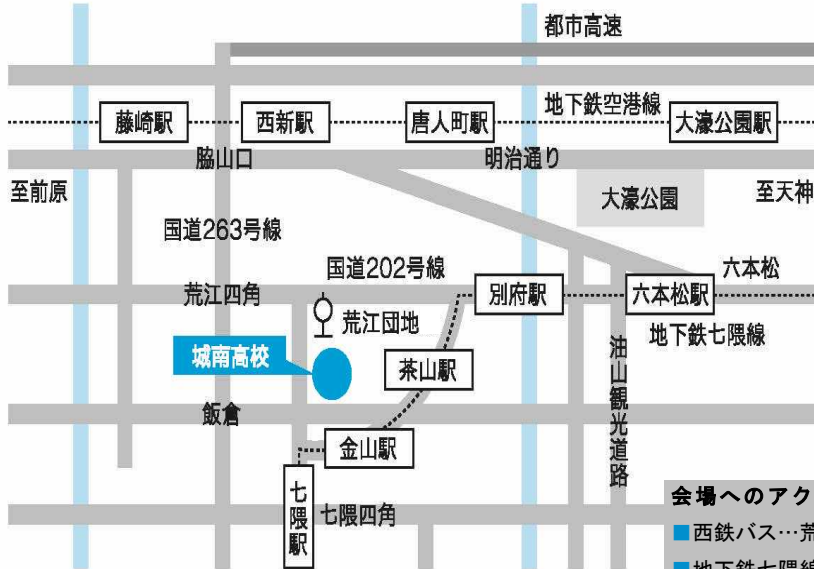 都市高速
地下鉄空港線
藤崎駅
西新駅
唐人町駅
大濠公園駅
脇山口
明治通り
至前原
大濠公園
至天神
国道263号線
国道202号線
六本松
荒江四角
別府駅
六本松駅
荒江団地
地下鉄七隈線
城南高校
茶山駅
油山観光道路
飯倉
金山駅
七隈駅
七隈四角
会場へのアク
■西鉄バス…荒
■地下鉄七隈線